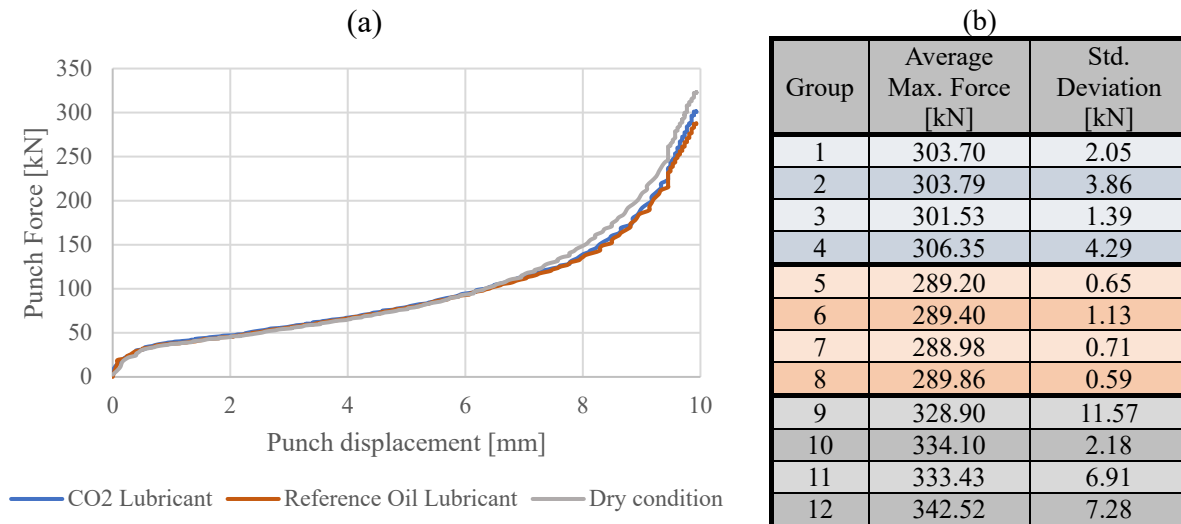 (a)
350
300
250
200
150
100
50
0
Punch Force [kN]
0 2 4 6 8 10
Punch displacement [mm]
CO2 Lubricant Reference Oil Lubricant Dry condition
(b)
Group Average Max. Force [kN] Std. Deviation [kN]
1 303.70 2.05
2 303.79 3.86
3 301.53 1.39
4 306.35 4.29
5 289.20 0.65
6 289.40 1.13
7 288.98 0.71
8 289.86 0.59
9 328.90 11.57
10 334.10 2.18
11 333.43 6.91
12 342.52 7.28